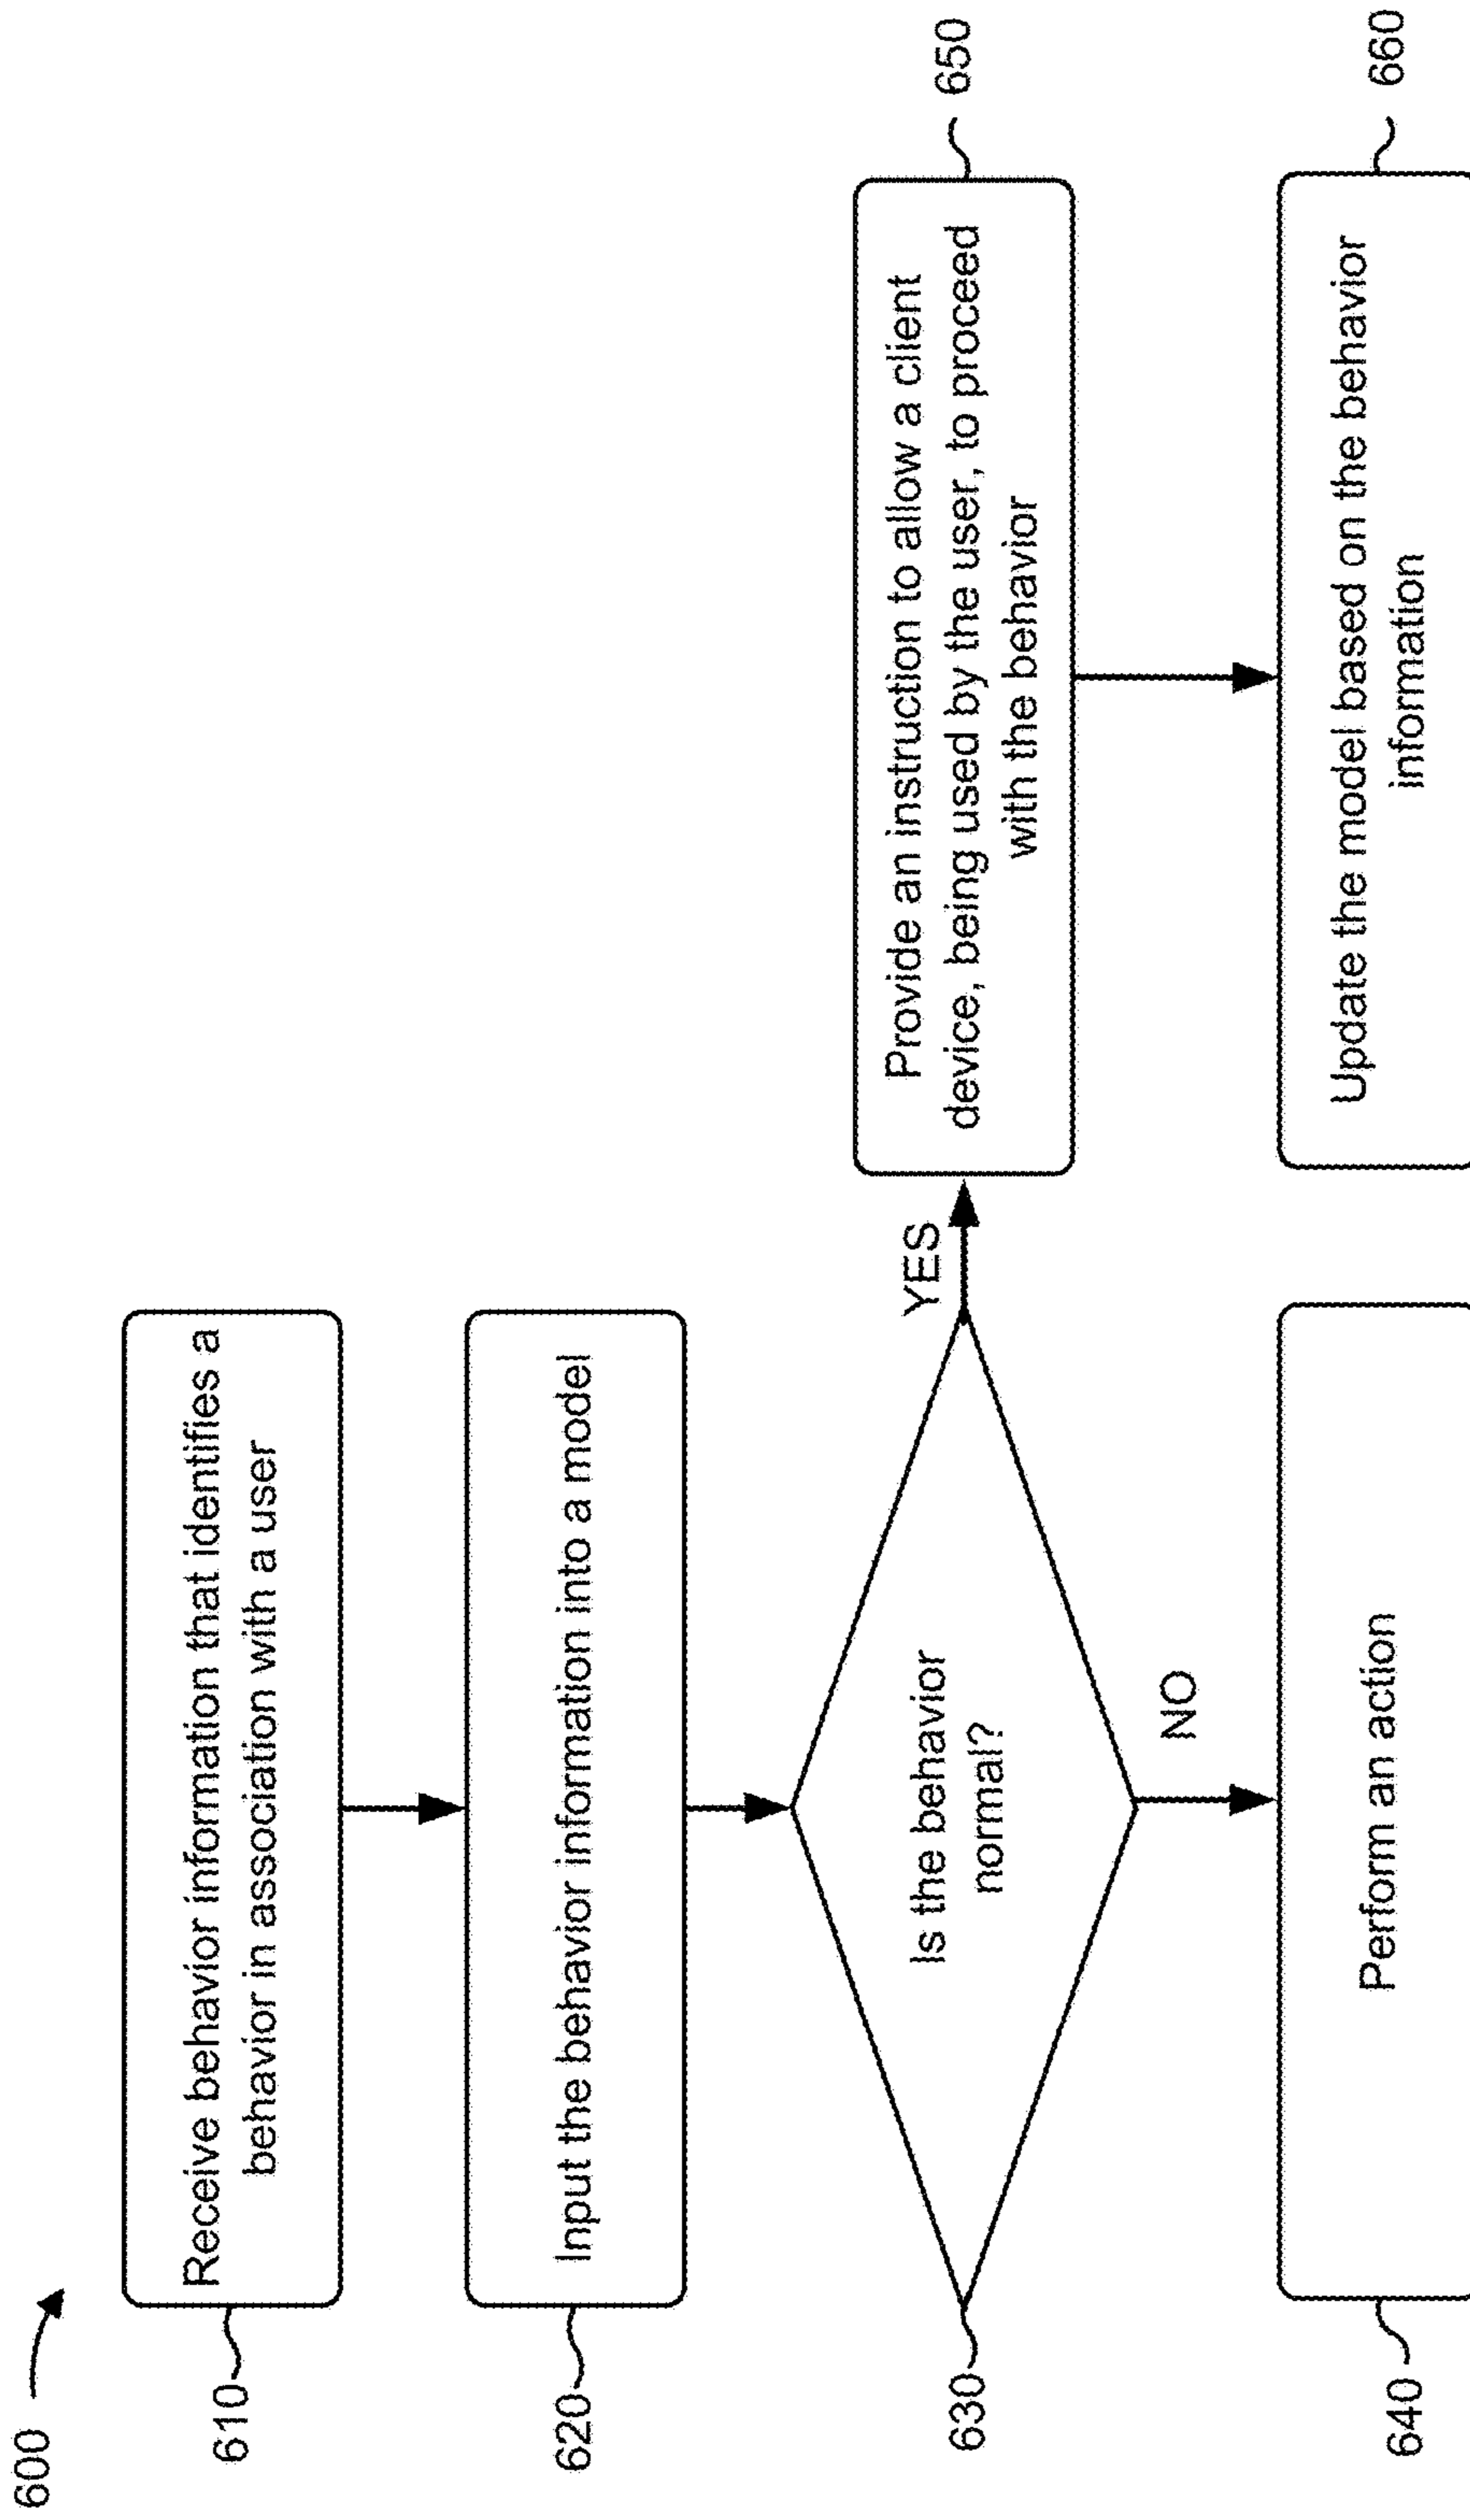 600
610
Receive behavior information that identifies a
behavior in association with a user
620
Input the behavior information into a model
630
Is the behavior
normal?
YES
NO
650
Provide an instruction to allow a client
device, being used by the user, to proceed
with the behavior
640
Perform an action
660
Update the model based on the behavior
information